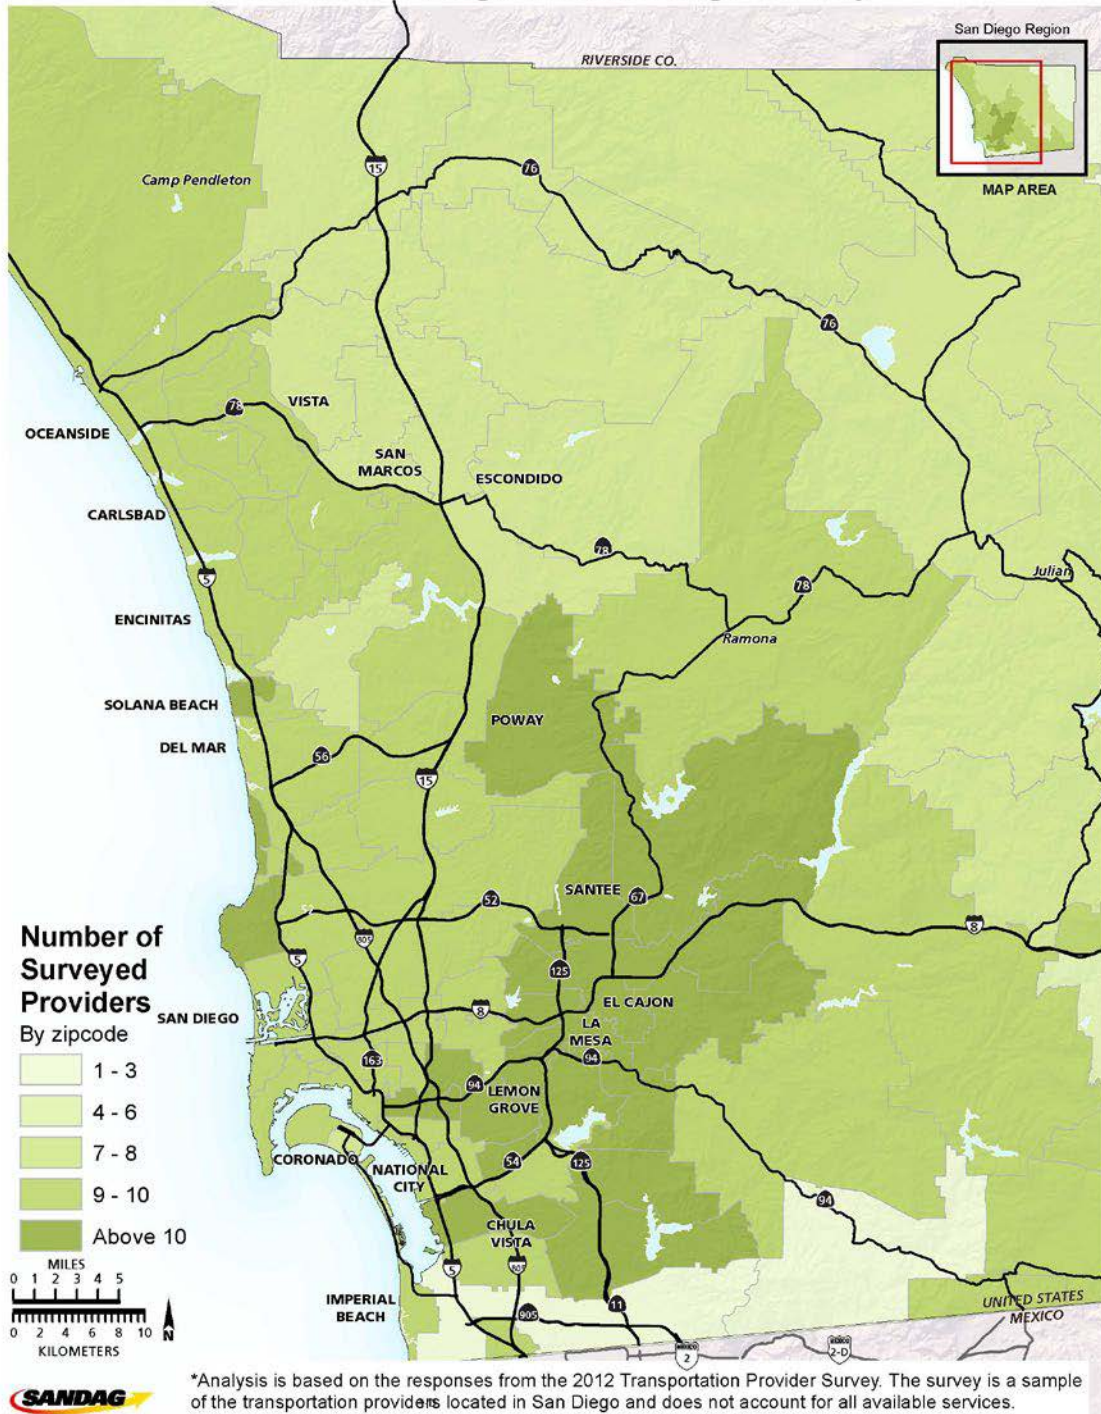 San Diego Region
RIVERSIDE CO.
MAP AREA
Camp Pendleton
15
76
76
VISTA
78
OCEANSIDE
SAN
MARCOS
ESCONDIDO
CARLSBAD
78
78
Julian
5
ENCINITAS
Ramona
SOLANA BEACH
POWAY
DEL MAR
56
15
SANTEE
67
52
52
805
8
5
125
EL CAJON
SAN DIEGO
8
LA
MESA
163
94
94
LEMON
GROVE
CORONADO
NATIONAL
CITY
54
125
94
CHULA
VISTA
5
805
IMPERIAL
BEACH
905
11
UNITED STATES
MEXICO
MEXICO
2
MEXICO
2-D
Number of
Surveyed
Providers
By zipcode
1 - 3
4 - 6
7 - 8
9 - 10
Above 10
MILES
0 1 2 3 4 5
0 2 4 6 8 10
KILOMETERS
N
SANDAG
*Analysis is based on the responses from the 2012 Transportation Provider Survey. The survey is a sample
of the transportation providers located in San Diego and does not account for all available services.